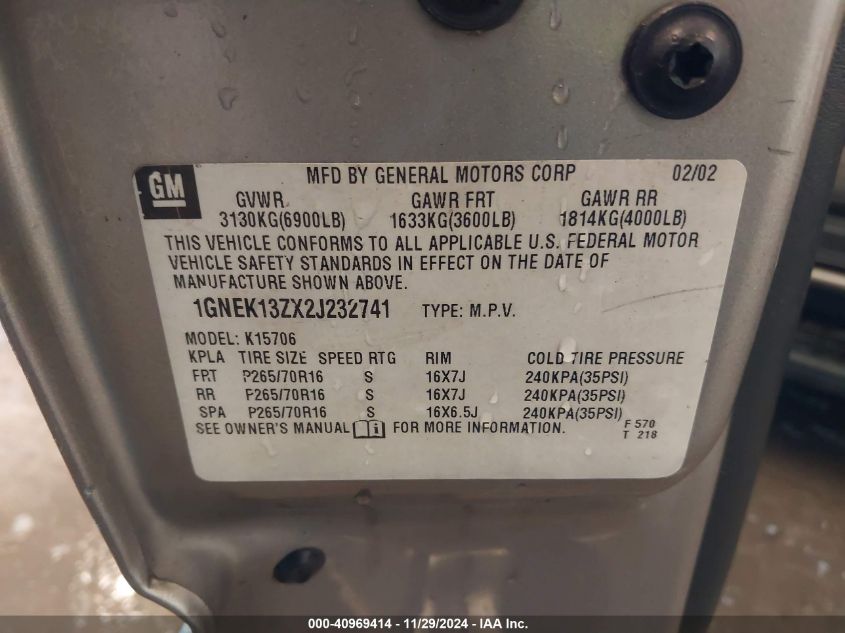 GM
MFD BY GENERAL MOTORS CORP 02/02
GVWR GAWR FRT GAWR RR
3130KG(6900LB) 1633KG(3600LB) 1814KG(4000LB)
THIS VEHICLE CONFORMS TO ALL APPLICABLE U.S. FEDERAL MOTOR
VEHICLE SAFETY STANDARDS IN EFFECT ON THE DATE OF
MANUFACTURE SHOWN ABOVE.
1GNEK13ZX2J232741 TYPE: M.P.V.
MODEL: K15706
KPLA TIRE SIZE SPEED RTG RIM COLD TIRE PRESSURE
FRT P265/70R16 S 16X7J 240KPA(35PSI)
RR P265/70R16 S 16X7J 240KPA(35PSI)
SPA P265/70R16 S 16X6.5J 240KPA(35PSI)
SEE OWNER'S MANUAL i FOR MORE INFORMATION. F 570
T 218
000-40969414 - 11/29/2024 - IAA Inc.